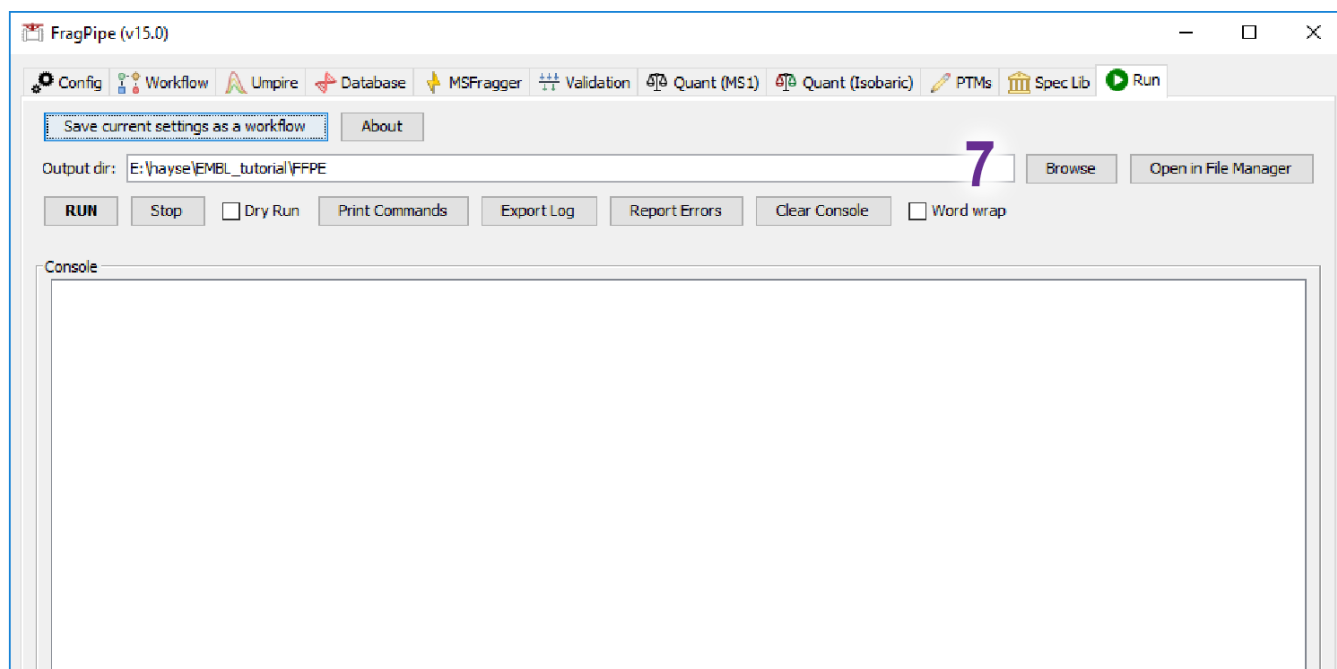 FragPipe (v15.0)
Config Workflow Umpire Database MSFragger Validation Quant (MS1) Quant (Isobaric) PTMs Spec Lib Run
Save current settings as a workflow About
7
Output dir: E:\hayse\EMBL_tutorial\FFPE Browse Open in File Manager
RUN Stop Dry Run Print Commands Export Log Report Errors Clear Console Word wrap
Console